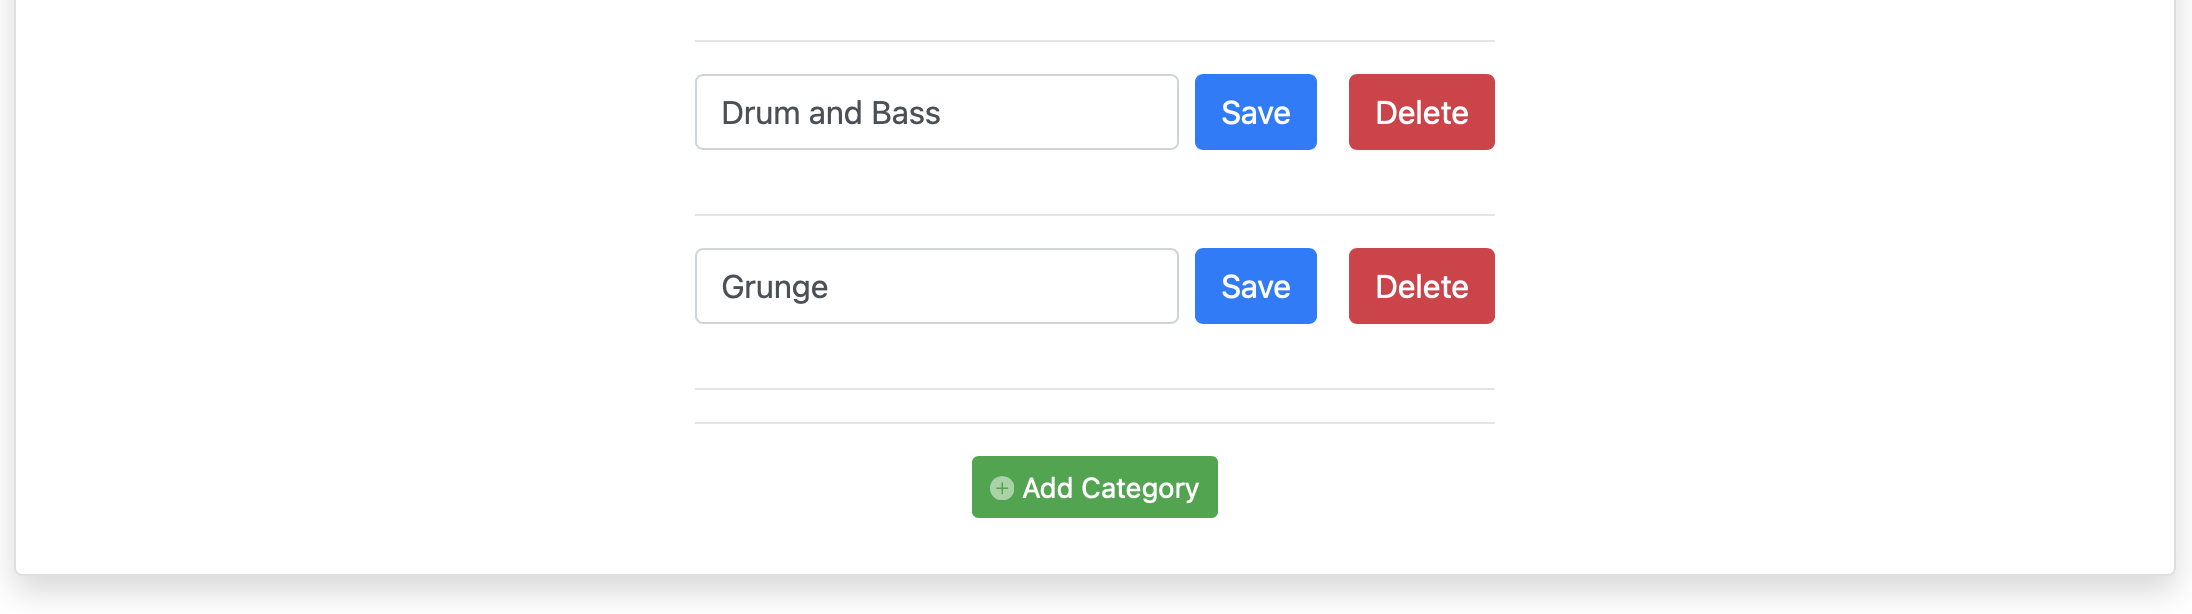 Drum and Bass Save Delete
Grunge Save Delete
Add Category